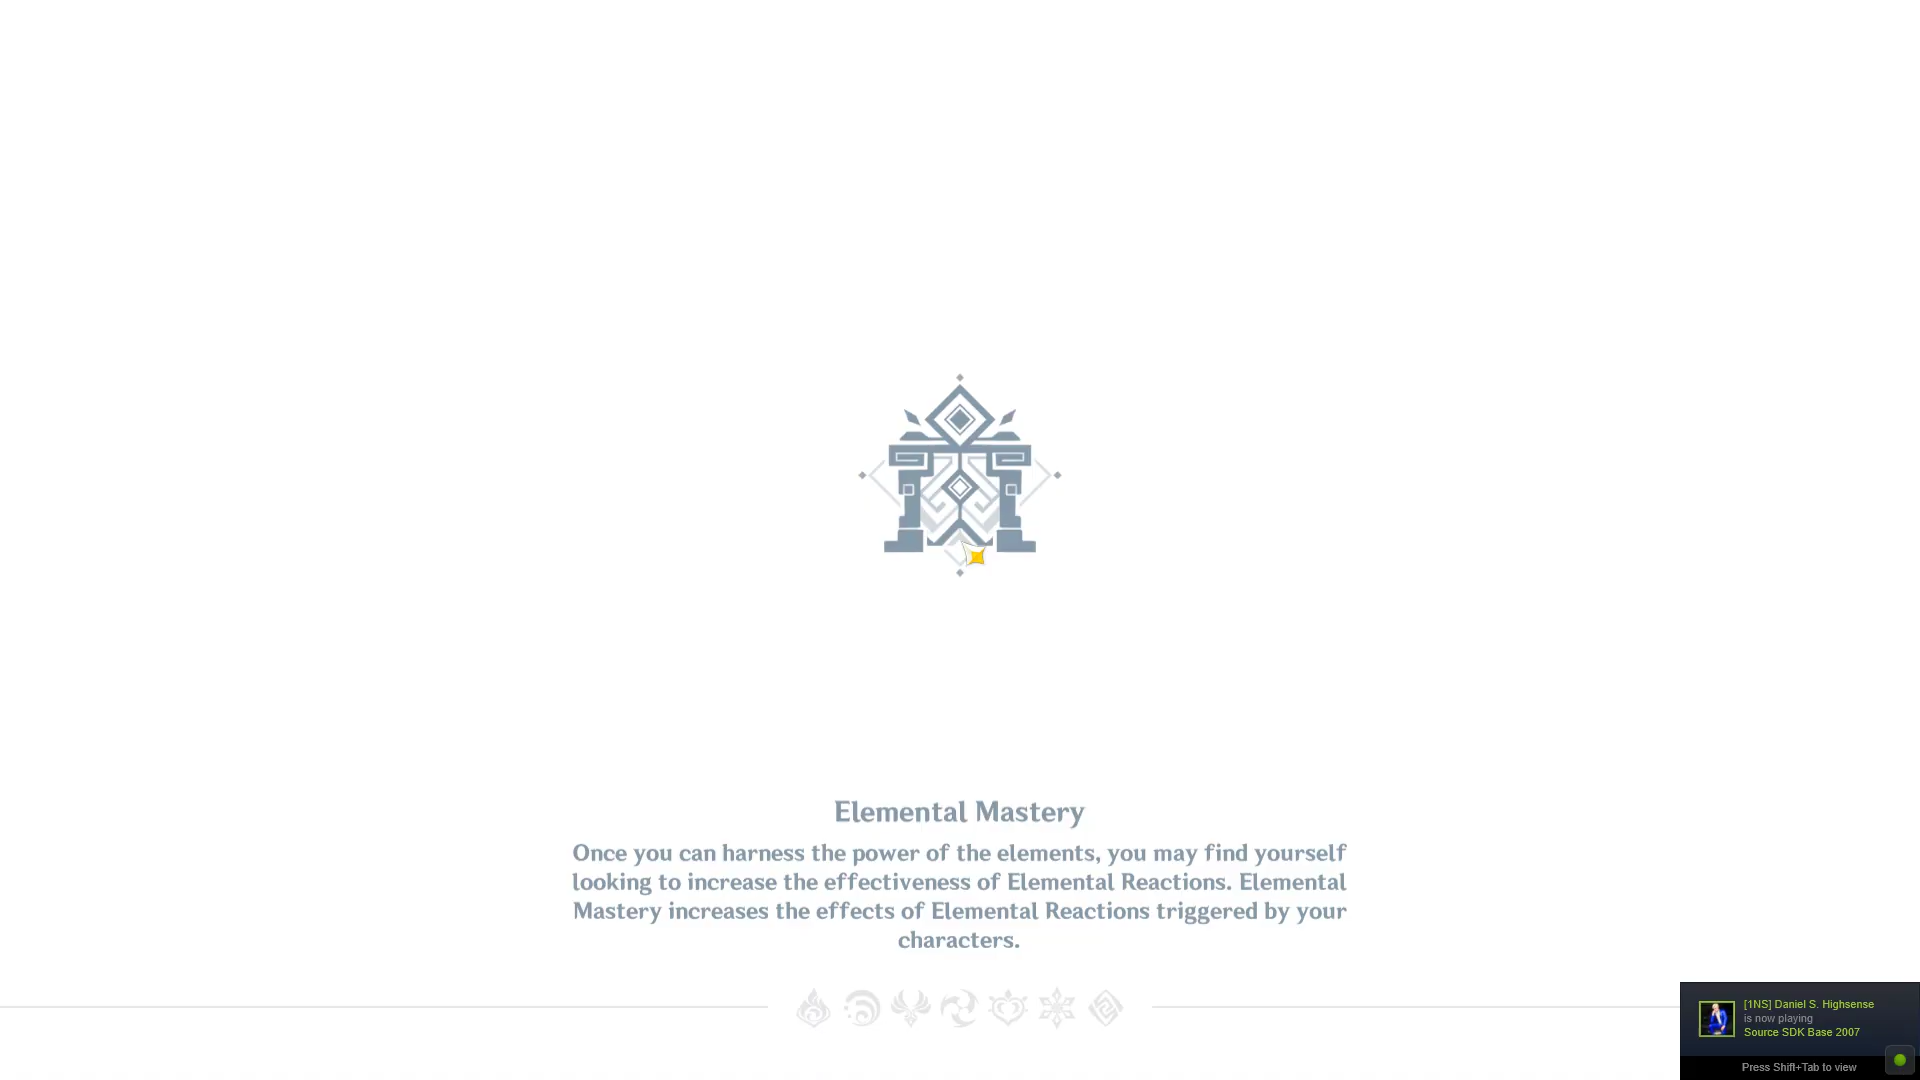 Elemental Mastery
Once you can harness the power of the elements, you may find yourself
looking to increase the effectiveness of Elemental Reactions. Elemental
Mastery increases the effects of Elemental Reactions triggered by your
characters.
[1NS] Daniel S. Highsense
is now playing
Source SDK Base 2007
Press Shift+Tab to view